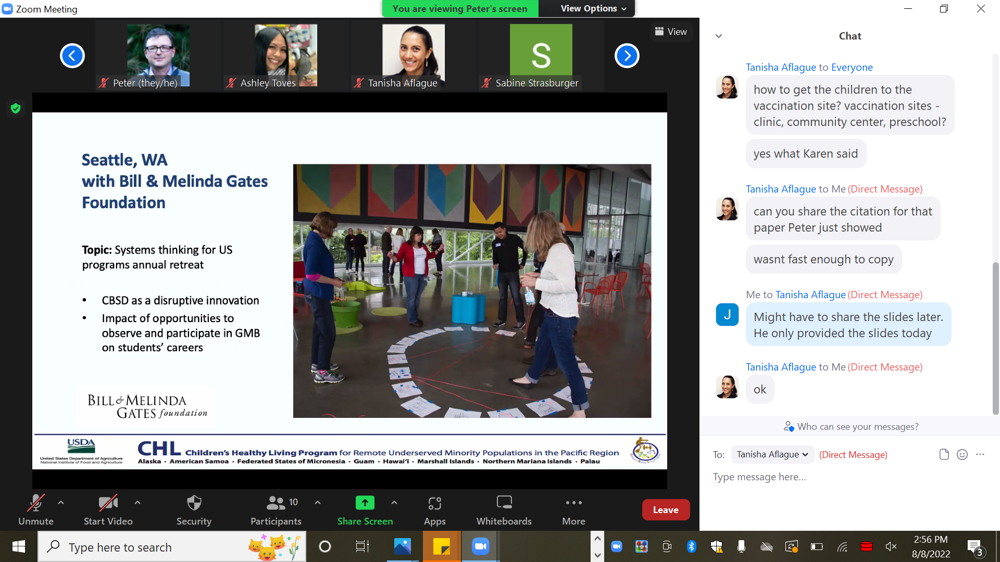 Zoom Meeting
You are viewing Peter's screen
View Options
View
Peter (they/he)
Ashley Toves
Tanisha Aflague
S
Sabine Strasburger
Seattle, WA
with Bill & Melinda Gates
Foundation
Topic: Systems thinking for US
programs annual retreat
• CBSD as a disruptive innovation
• Impact of opportunities to
observe and participate in GMB
on students' careers
BILL & MELINDA
GATES foundation
USDA
United States Department of Agriculture
National Institute of Food and Agriculture
CHL Children's Healthy Living Program for Remote Underserved Minority Populations in the Pacific Region
Alaska · American Samoa · Federated States of Micronesia · Guam · Hawai‘i · Marshall Islands · Northern Mariana Islands · Palau
Unmute
Start Video
Security
10
Participants
Share Screen
Apps
Whiteboards
More
Leave
Chat
Tanisha Aflague to Everyone
how to get the children to the
vaccination site? vaccination sites -
clinic, community center, preschool?
yes what Karen said
Tanisha Aflague to Me (Direct Message)
can you share the citation for that
paper Peter just showed
wasnt fast enough to copy
Me to Tanisha Aflague (Direct Message)
J
Might have to share the slides later.
He only provided the slides today
Tanisha Aflague to Me (Direct Message)
ok
Who can see your messages?
To: Tanisha Aflague (Direct Message)
Type message here...
Type here to search
2:56 PM
8/8/2022
3